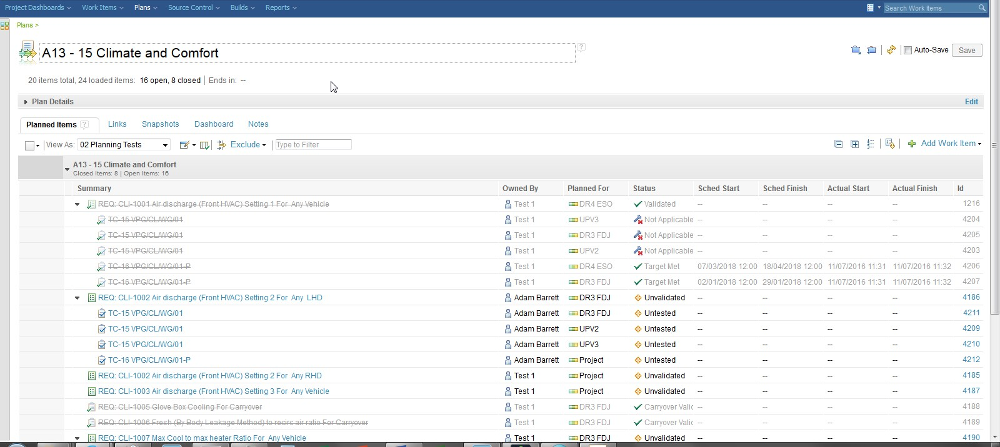 Project Dashboards Work Items Plans Source Control Builds Reports Search Work Items
Plans >
A13 - 15 Climate and Comfort ? Auto-Save Save
20 items total, 24 loaded items: 16 open, 8 closed Ends in: --
Plan Details Edit
Planned Items ? Links Snapshots Dashboard Notes
View As: 02 Planning Tests Exclude Type to Filter Add Work Item
A13 - 15 Climate and Comfort
Closed Items: 8 | Open Items: 16
Summary Owned By Planned For Status Sched Start Sched Finish Actual Start Actual Finish Id
REQ: CLI-1001 Air discharge (Front HVAC) Setting 1 For Any Vehicle Test 1 DR4 ESO Validated -- -- -- -- 1216
TC-15 VPG/CL/WG/01 Test 1 UPV3 Not Applicable -- -- -- -- 4204
TC-15 VPG/CL/WG/01 Test 1 DR3 FDJ Not Applicable -- -- -- -- 4205
TC-15 VPG/CL/WG/01 Test 1 UPV2 Not Applicable -- -- -- -- 4203
TC-16 VPG/CL/WG/01-P Test 1 DR4 ESO Target Met 07/03/2018 12:00 18/04/2018 12:00 11/07/2016 11:31 11/07/2016 11:32 4206
TC-16 VPG/CL/WG/01-P Test 1 DR3 FDJ Target Met 02/01/2018 12:00 29/01/2018 12:00 11/07/2016 11:31 11/07/2016 11:32 4207
REQ: CLI-1002 Air discharge (Front HVAC) Setting 2 For Any LHD Adam Barrett DR3 FDJ Unvalidated -- -- -- -- 4186
TC-15 VPG/CL/WG/01 Adam Barrett DR3 FDJ Untested -- -- -- -- 4211
TC-15 VPG/CL/WG/01 Adam Barrett UPV2 Untested -- -- -- -- 4209
TC-15 VPG/CL/WG/01 Adam Barrett UPV3 Untested -- -- -- -- 4210
TC-16 VPG/CL/WG/01-P Adam Barrett Project Untested -- -- -- -- 4212
REQ: CLI-1002 Air discharge (Front HVAC) Setting 2 For Any RHD Test 1 Project Unvalidated -- -- -- -- 4185
REQ: CLI-1003 Air discharge (Front HVAC) Setting 3 For Any Vehicle Test 1 Project Unvalidated -- -- -- -- 4187
REQ: CLI-1005 Glove Box Cooling For Carryover Test 1 DR3 FDJ Carryover Valic -- -- -- -- 4188
REQ: CLI-1006 Fresh (By Body Leakage Method) to recirc air ratio For Carryover Test 1 DR3 FDJ Carryover Valic -- -- -- -- 4189
REQ: CLI-1007 Max Cool to max heater Ratio For Any Vehicle Test 1 DR3 FDJ Unvalidated -- -- -- -- 4190